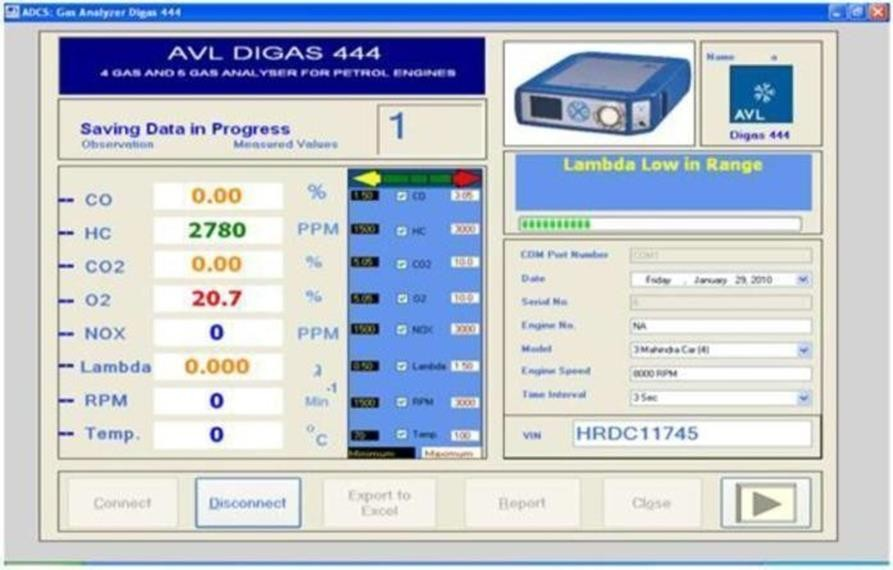 ADCS: Gas Analyzer Digas 444
AVL DIGAS 444
4 GAS AND 5 GAS ANALYSER FOR PETROL ENGINES
Saving Data in Progress
Observation Measured Values
1
Name a
AVL
Digas 444
Lambda Low in Range
CO 0.00 % 1.50 CO 3.05
HC 2780 PPM 1500 HC 3000
CO2 0.00 % 5.05 CO2 10.0
O2 20.7 % 5.05 O2 10.0
NOX 0 PPM 1500 NOX 3000
Lambda 0.000 0.50 Lambda 1.50
RPM 0 Min -1 1500 RPM 3000
Temp. 0 °C 70 Temp. 100
Minimum Maximum
COM Port Number COM1
Date Friday , January 29, 2010
Serial No.
Engine No. NA
Model 3 Mahindra Car (4)
Engine Speed 8000 RPM
Time Interval 3 Sec
VIN HRDC11745
Connect
Disconnect
Export to
Excel
Report
Close